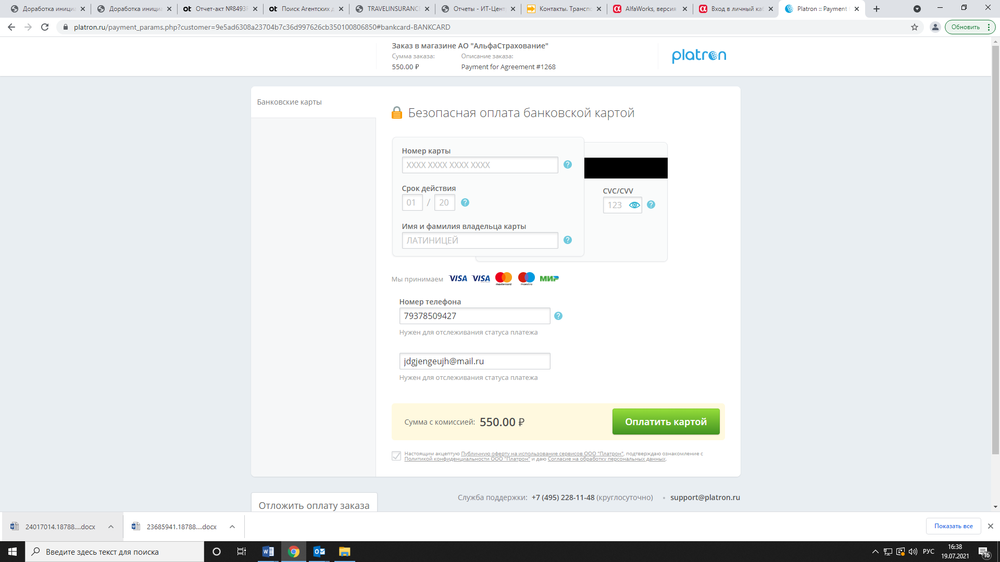 Доработка инициа
Доработка инициа
Отчет-акт №8493F
Поиск Агентских д
TRAVELINSURANCE
Отчеты - ИТ-Цент
Контакты. Трансп
AlfaWorks, версия
Вход в личный каб
Platron :: Payment
platron.ru/payment_params.php?customer=9e5ad6308a23704b7c36d997626cb350100806850#bankcard-BANKCARD
Обновить
Заказ в магазине АО "АльфаСтрахование"
Сумма заказа:
Описание заказа:
550.00 ₽
Payment for Agreement #1268
platron
Банковские карты
Безопасная оплата банковской картой
Номер карты
XXXX XXXX XXXX XXXX
Срок действия
01 / 20
CVC/CVV
123
Имя и фамилия владельца карты
ЛАТИНИЦЕЙ
Мы принимаем VISA VISA mastercard maestro МИР
Номер телефона
79378509427
Нужен для отслеживания статуса платежа
jdgjengeujh@mail.ru
Нужен для отслеживания статуса платежа
Сумма с комиссией: 550.00 ₽
Оплатить картой
Настоящим акцептую Публичную оферту на использование сервисов ООО "Платрон", подтверждаю ознакомление с
Политикой конфиденциальности ООО "Платрон" и даю Согласие на обработку персональных данных.
Отложить оплату заказа
Служба поддержки: +7 (495) 228-11-48 (круглосуточно) • support@platron.ru
24017014.18788....docx
23685941.18788....docx
Показать все
Введите здесь текст для поиска
РУС
16:38
19.07.2021
16